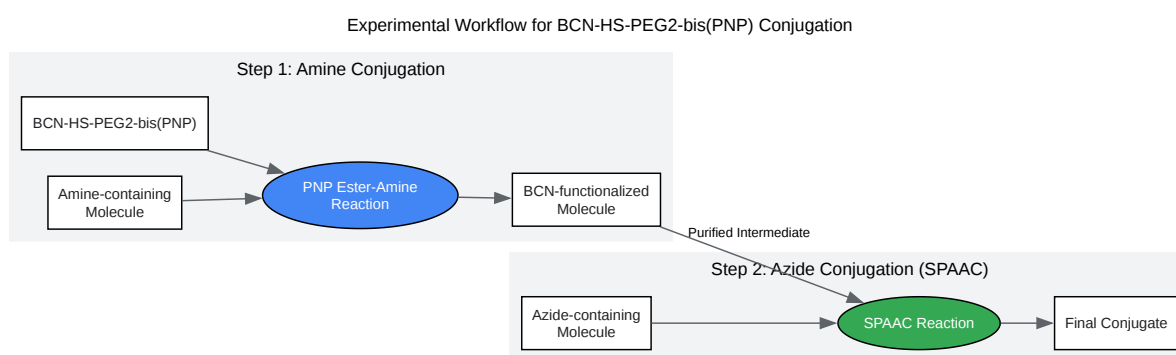 Experimental Workflow for BCN-HS-PEG2-bis(PNP) Conjugation
Step 1: Amine Conjugation
BCN-HS-PEG2-bis(PNP)
Amine-containing
Molecule
PNP Ester-Amine
Reaction
BCN-functionalized
Molecule
Purified Intermediate
Step 2: Azide Conjugation (SPAAC)
Azide-containing
Molecule
SPAAC Reaction
Final Conjugate